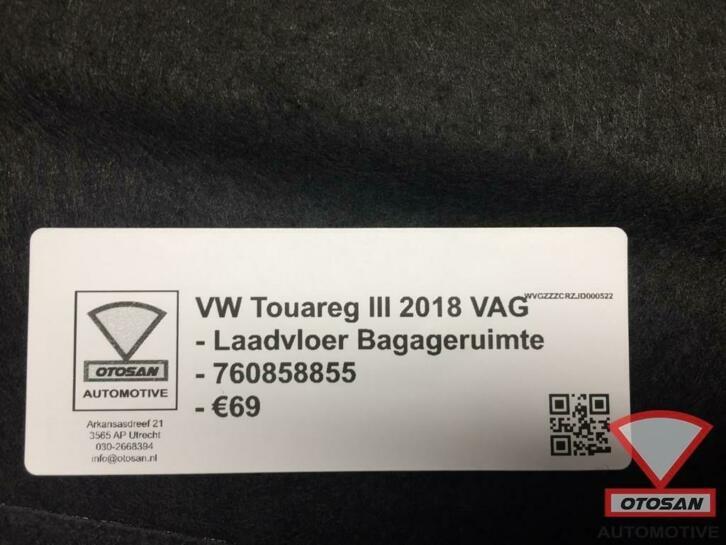 WVGZZZCRZJD000522
VW Touareg III 2018 VAG
- Laadvloer Bagageruimte
- 760858855
- €69
OTOSAN
AUTOMOTIVE
Arkansasdreef 21
3565 AP Utrecht
030-2668394
info@otosan.nl
OTOSAN
AUTOMOTIVE